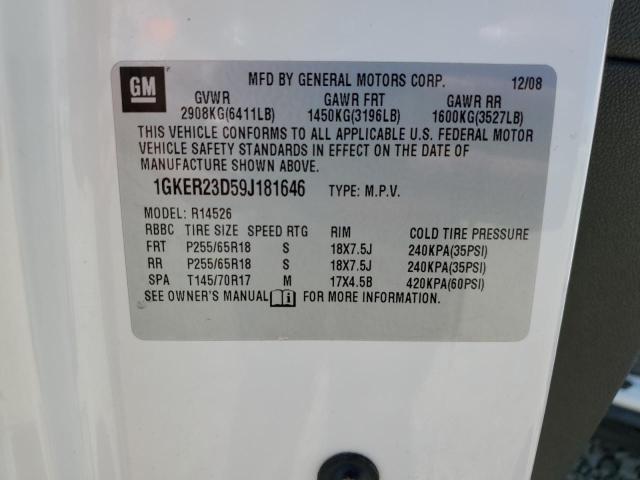 GM MFD BY GENERAL MOTORS CORP. 12/08
GVWR GAWR FRT GAWR RR
2908KG(6411LB) 1450KG(3196LB) 1600KG(3527LB)
THIS VEHICLE CONFORMS TO ALL APPLICABLE U.S. FEDERAL MOTOR
VEHICLE SAFETY STANDARDS IN EFFECT ON THE DATE OF
MANUFACTURE SHOWN ABOVE.
1GKER23D59J181646 TYPE: M.P.V.
MODEL: R14526
RBBC TIRE SIZE SPEED RTG RIM COLD TIRE PRESSURE
FRT P255/65R18 S 18X7.5J 240KPA(35PSI)
RR P255/65R18 S 18X7.5J 240KPA(35PSI)
SPA T145/70R17 M 17X4.5B 420KPA(60PSI)
SEE OWNER'S MANUAL FOR MORE INFORMATION.